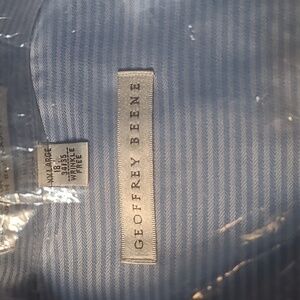 GEOFFREY BEENE
XX-LARGE
18
34/35
WRINKLE
FREE